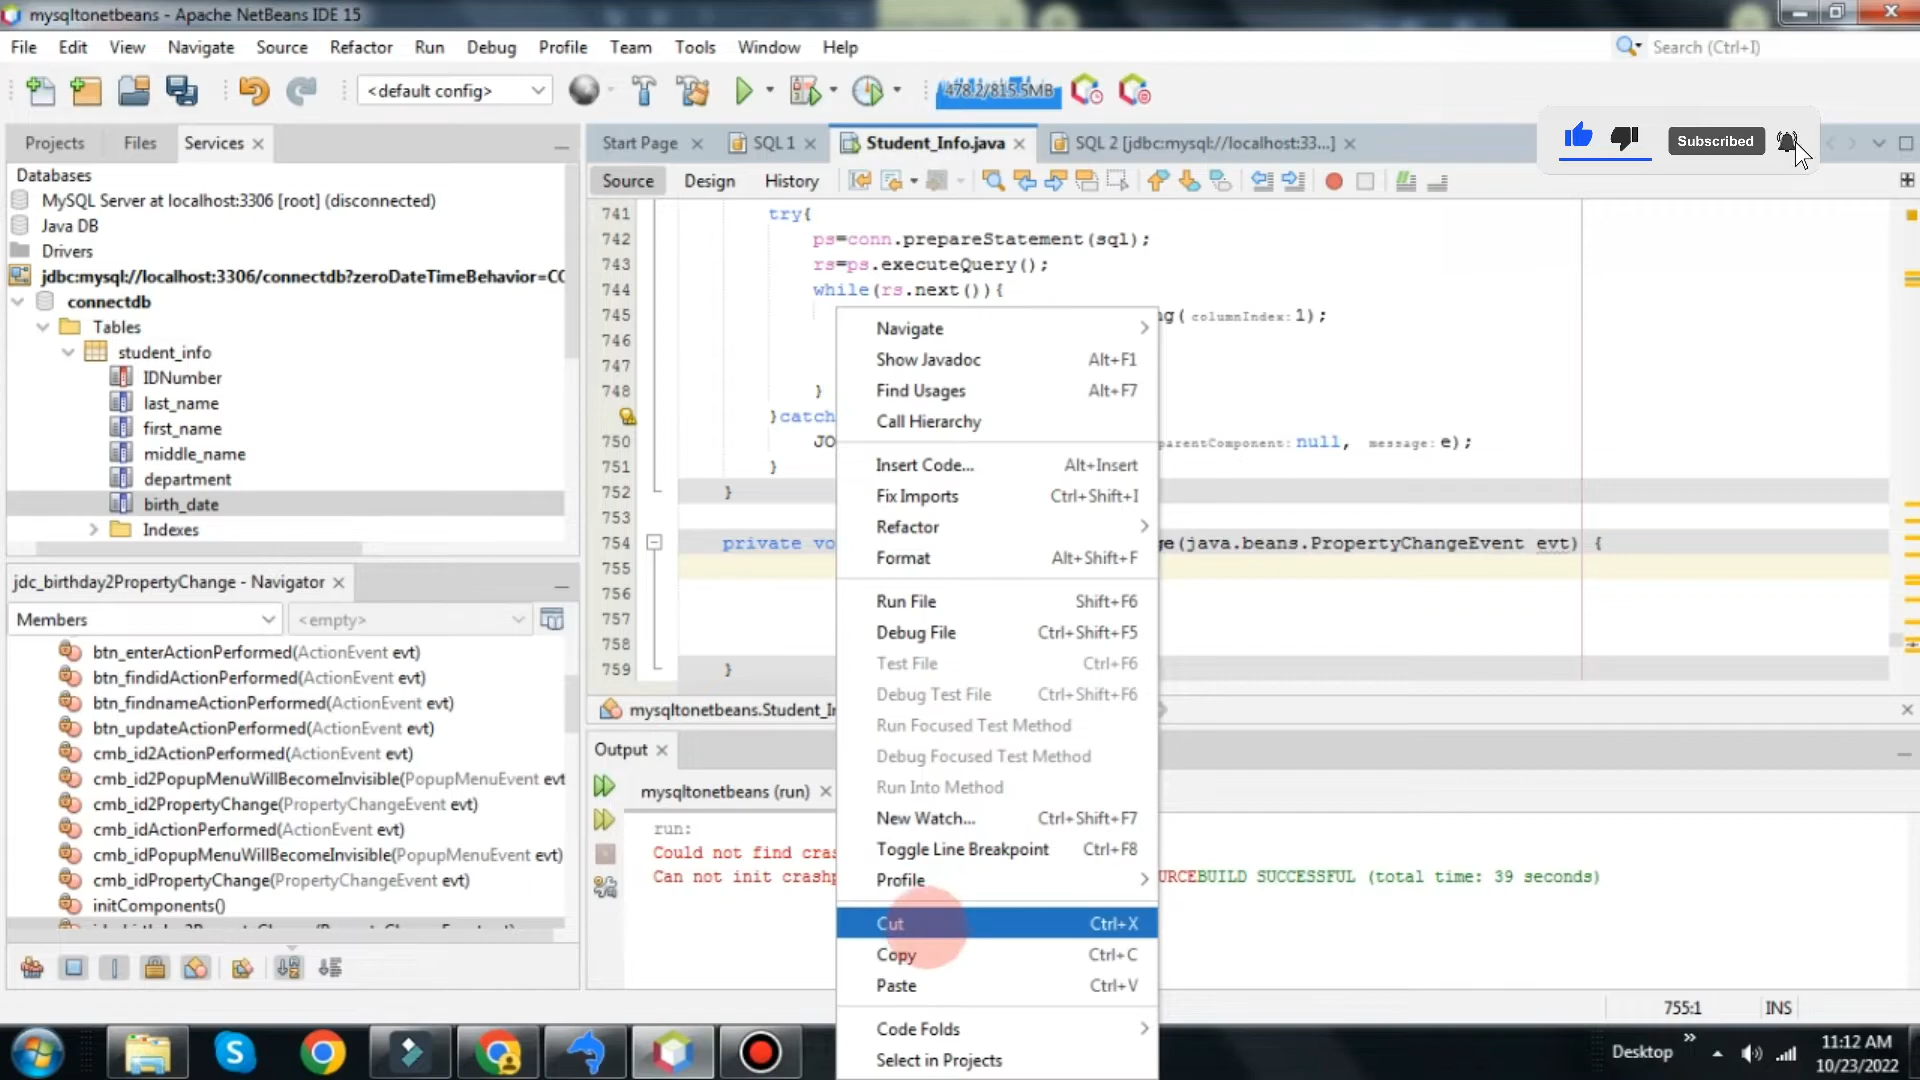 mysqltonetbeans - Apache NetBeans IDE 15
File Edit View Navigate Source Refactor Run Debug Profile Team Tools Window Help
Search (Ctrl+I)
<default config>
478.2/815.5MB
Projects Files Services
Start Page SQL 1 Student_Info.java SQL 2 [jdbc:mysql://localhost:33...]
Subscribed
Source Design History
Databases
MySQL Server at localhost:3306 [root] (disconnected)
Java DB
Drivers
jdbc:mysql://localhost:3306/connectdb?zeroDateTimeBehavior=CO
connectdb
Tables
student_info
IDNumber
last_name
first_name
middle_name
department
birth_date
Indexes
741 try{
742 ps=conn.prepareStatement(sql);
743 rs=ps.executeQuery();
744 while(rs.next()){
745 ng( columnIndex: 1);
746
747
748 }
}catch
750 JO parentComponent: null, message: e);
751 }
752 }
753
754 private vo ge(java.beans.PropertyChangeEvent evt) {
755
756
757
758
759 }
Navigate
Show Javadoc Alt+F1
Find Usages Alt+F7
Call Hierarchy
Insert Code... Alt+Insert
Fix Imports Ctrl+Shift+I
Refactor
Format Alt+Shift+F
Run File Shift+F6
Debug File Ctrl+Shift+F5
Test File Ctrl+F6
Debug Test File Ctrl+Shift+F6
Run Focused Test Method
Debug Focused Test Method
Run Into Method
New Watch... Ctrl+Shift+F7
Toggle Line Breakpoint Ctrl+F8
Profile
Cut Ctrl+X
Copy Ctrl+C
Paste Ctrl+V
Code Folds
Select in Projects
jdc_birthday2PropertyChange - Navigator
Members <empty>
btn_enterActionPerformed(ActionEvent evt)
btn_findidActionPerformed(ActionEvent evt)
btn_findnameActionPerformed(ActionEvent evt)
btn_updateActionPerformed(ActionEvent evt)
cmb_id2ActionPerformed(ActionEvent evt)
cmb_id2PopupMenuWillBecomeInvisible(PopupMenuEvent evt
cmb_id2PropertyChange(PropertyChangeEvent evt)
cmb_idActionPerformed(ActionEvent evt)
cmb_idPopupMenuWillBecomeInvisible(PopupMenuEvent evt)
cmb_idPropertyChange(PropertyChangeEvent evt)
initComponents()
mysqltonetbeans.Student_In
Output
mysqltonetbeans (run)
run:
Could not find cras
Can not init crashp URCEBUILD SUCCESSFUL (total time: 39 seconds)
755:1 INS
Desktop
11:12 AM
10/23/2022